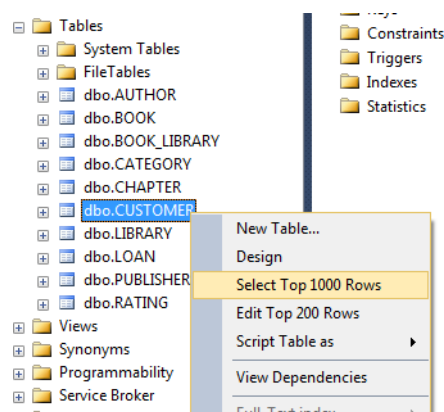 Tables
System Tables
FileTables
dbo.AUTHOR
dbo.BOOK
dbo.BOOK_LIBRARY
dbo.CATEGORY
dbo.CHAPTER
dbo.CUSTOMER
dbo.LIBRARY
dbo.LOAN
dbo.PUBLISHER
dbo.RATING
Views
Synonyms
Programmability
Service Broker
Constraints
Triggers
Indexes
Statistics
New Table...
Design
Select Top 1000 Rows
Edit Top 200 Rows
Script Table as
View Dependencies